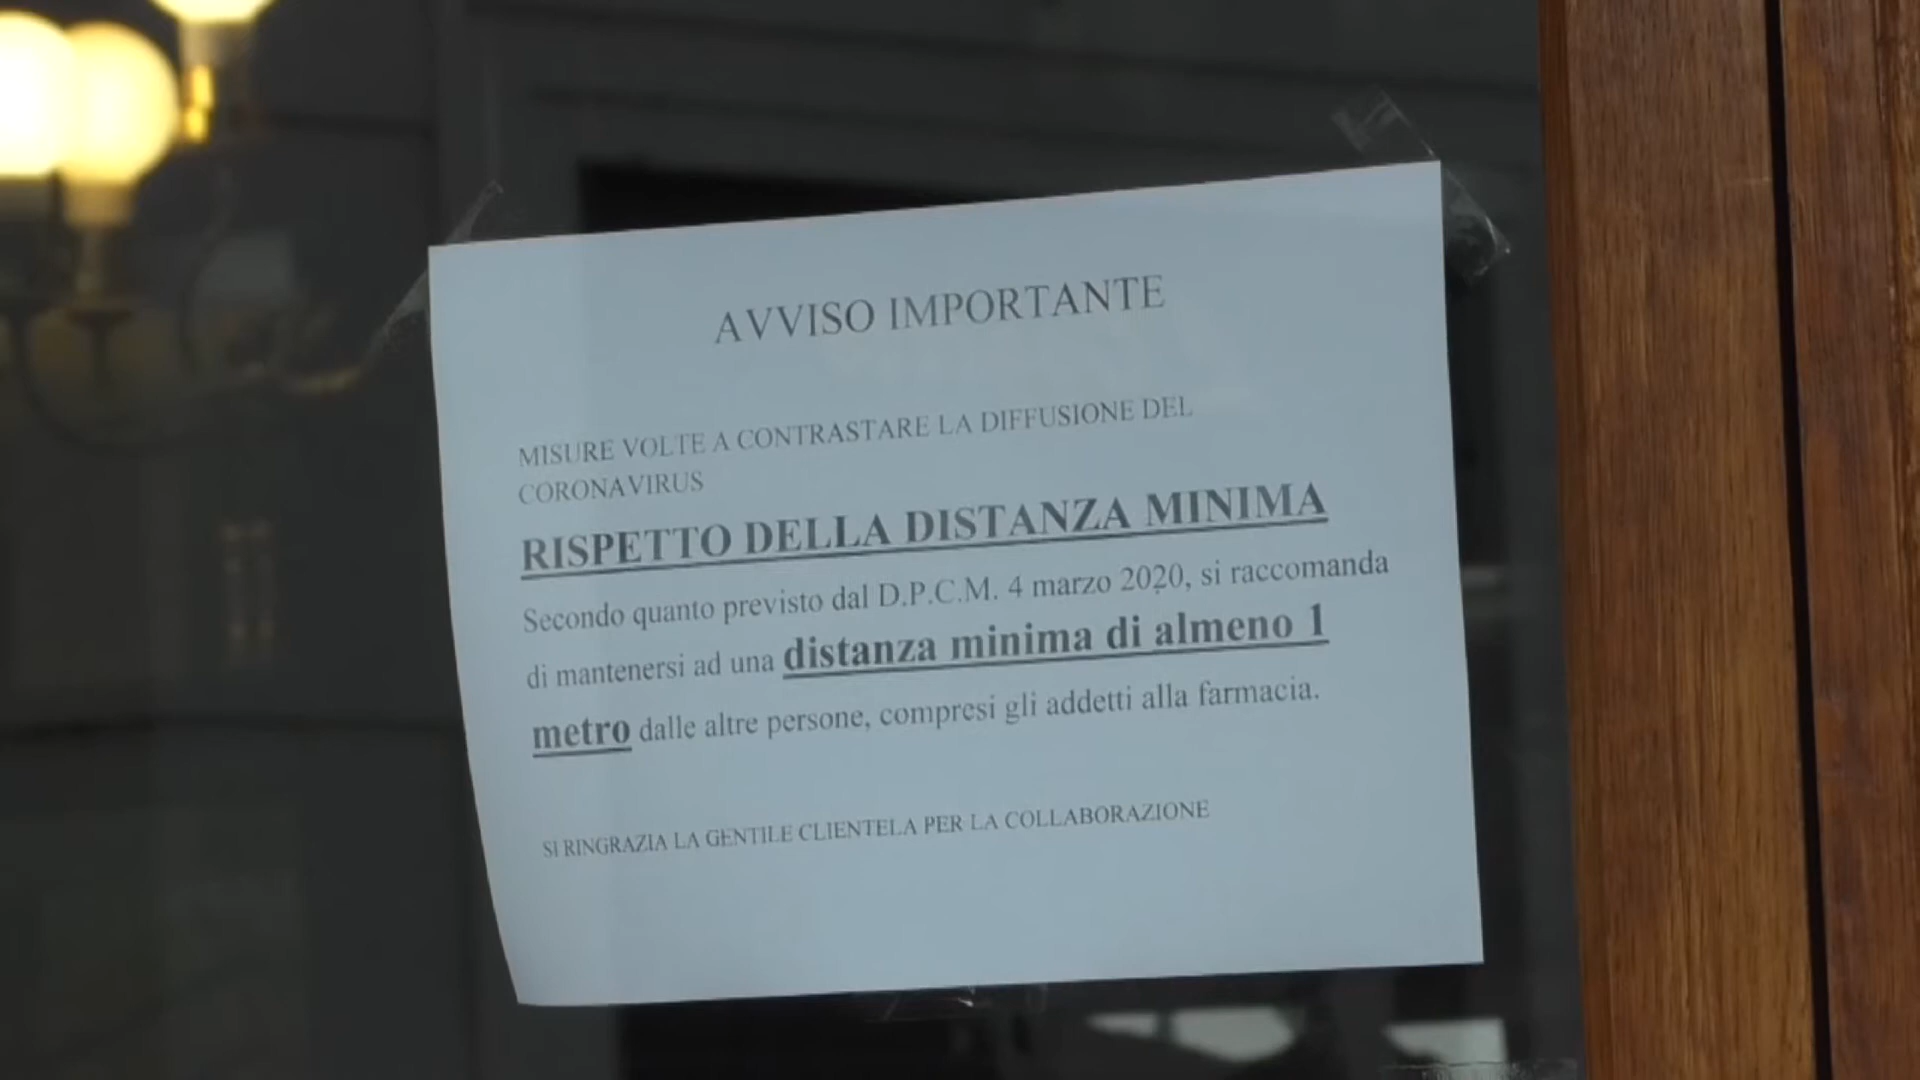 AVVISO IMPORTANTE
MISURE VOLTE A CONTRASTARE LA DIFFUSIONE DEL
CORONAVIRUS
RISPETTO DELLA DISTANZA MINIMA
Secondo quanto previsto dal D.P.C.M. 4 marzo 2020, si raccomanda
di mantenersi ad una distanza minima di almeno 1
metro dalle altre persone, compresi gli addetti alla farmacia.
SI RINGRAZIA LA GENTILE CLIENTELA PER LA COLLABORAZIONE